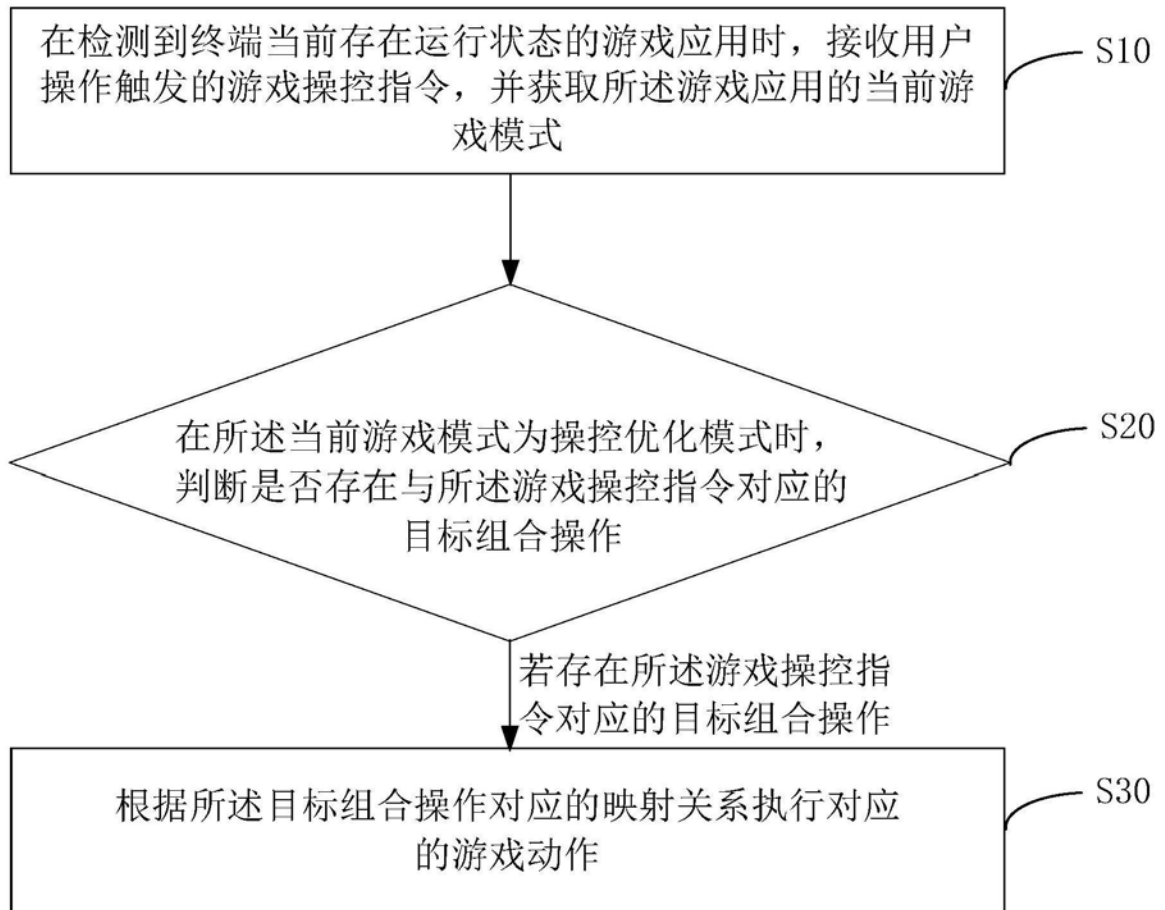 在检测到终端当前存在运行状态的游戏应用时，接收用户
操作触发的游戏操控指令，并获取所述游戏应用的当前游
戏模式
S10
在所述当前游戏模式为操控优化模式时，
判断是否存在与所述游戏操控指令对应的
目标组合操作
S20
若存在所述游戏操控指
令对应的目标组合操作
根据所述目标组合操作对应的映射关系执行对应
的游戏动作
S30